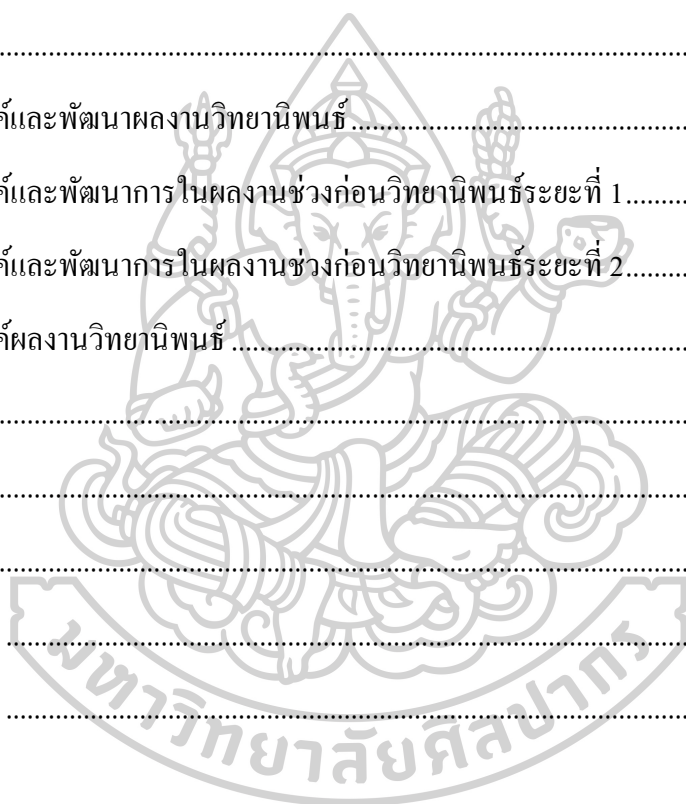 ...........................................................................................................
ค์และพัฒนาผลงานวิทยานิพนธ์...........................................................
ค์และพัฒนาการในผลงานช่วงก่อนวิทยานิพนธ์ระยะที่ 1.........
ค์และพัฒนาการในผลงานช่วงก่อนวิทยานิพนธ์ระยะที่ 2.........
ค์ผลงานวิทยานิพนธ์ ................................................................................
...........................................................................................................
...........................................................................................................
...........................................................................................................
...........................................................................................................
...........................................................................................................
มหาวิทยาลัยศิลปากร